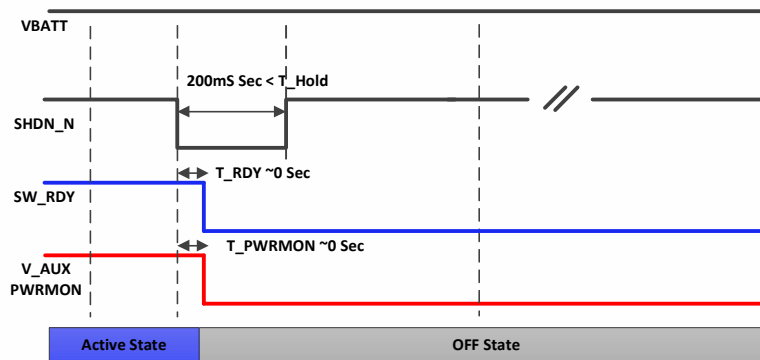 VBATT
200mS Sec < T_Hold
SHDN_N
T_RDY ~0 Sec
SW_RDY
T_PWRMON ~0 Sec
V_AUX
PWRMON
Active State
OFF State